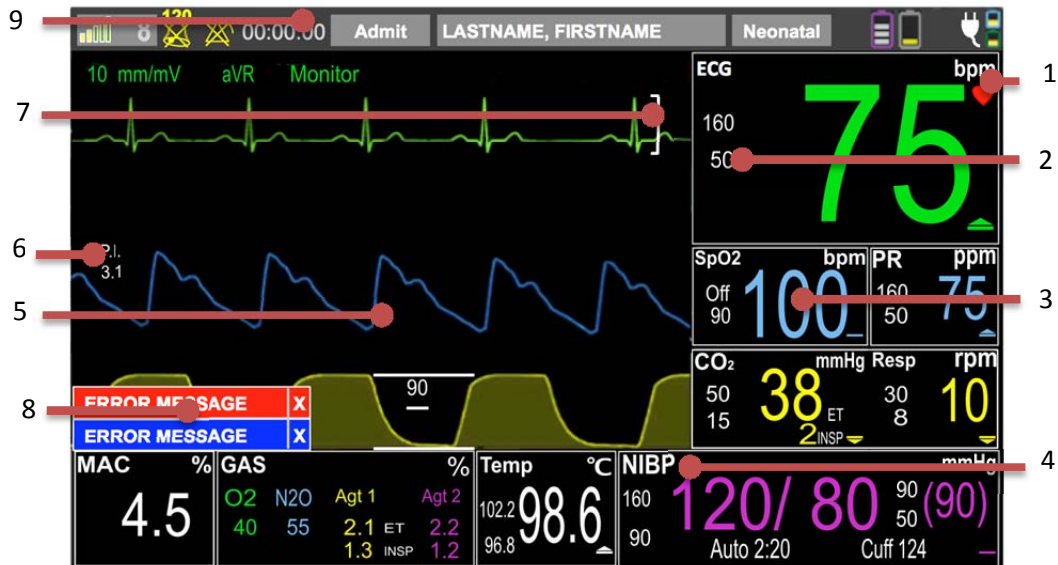 9
120
8
00:00.00
Admit
LASTNAME, FIRSTNAME
Neonatal
10 mm/mV aVR Monitor
ECG bpm
1
7
160
75
50
2
6
P.I.
3.1
SpO2 bpm
PR ppm
5
Off
90
100
160
50
75
3
CO2 mmHg Resp rpm
90
50
15
38 ET
2 INSP
30
8
10
8
ERROR MESSAGE X
ERROR MESSAGE X
MAC %
4.5
GAS %
O2 N2O Agt 1 Agt 2
40 55 2.1 ET 2.2
1.3 INSP 1.2
Temp °C
102.2
96.8
98.6
NIBP mmHg
4
160
90
120/ 80
90
50
(90)
Auto 2:20 Cuff 124